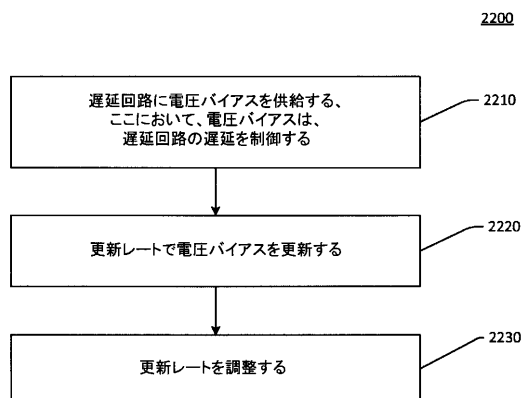 2200
遅延回路に電圧バイアスを供給する、
ここにおいて、電圧バイアスは、
遅延回路の遅延を制御する
2210
更新レートで電圧バイアスを更新する
2220
更新レートを調整する
2230